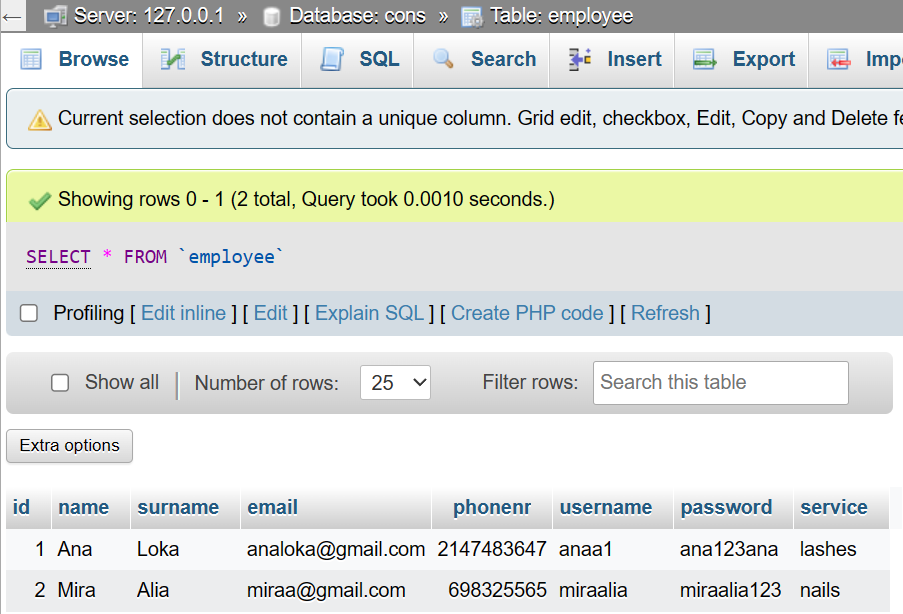 ← Server: 127.0.0.1 » Database: cons » Table: employee
Browse Structure SQL Search Insert Export Imp
Current selection does not contain a unique column. Grid edit, checkbox, Edit, Copy and Delete fe
Showing rows 0 - 1 (2 total, Query took 0.0010 seconds.)
SELECT * FROM `employee`
Profiling [ Edit inline ] [ Edit ] [ Explain SQL ] [ Create PHP code ] [ Refresh ]
Show all | Number of rows: 25 Filter rows: Search this table
Extra options
id name surname email phonenr username password service
1 Ana Loka analoka@gmail.com 2147483647 anaa1 ana123ana lashes
2 Mira Alia miraa@gmail.com 698325565 miraalia miraalia123 nails